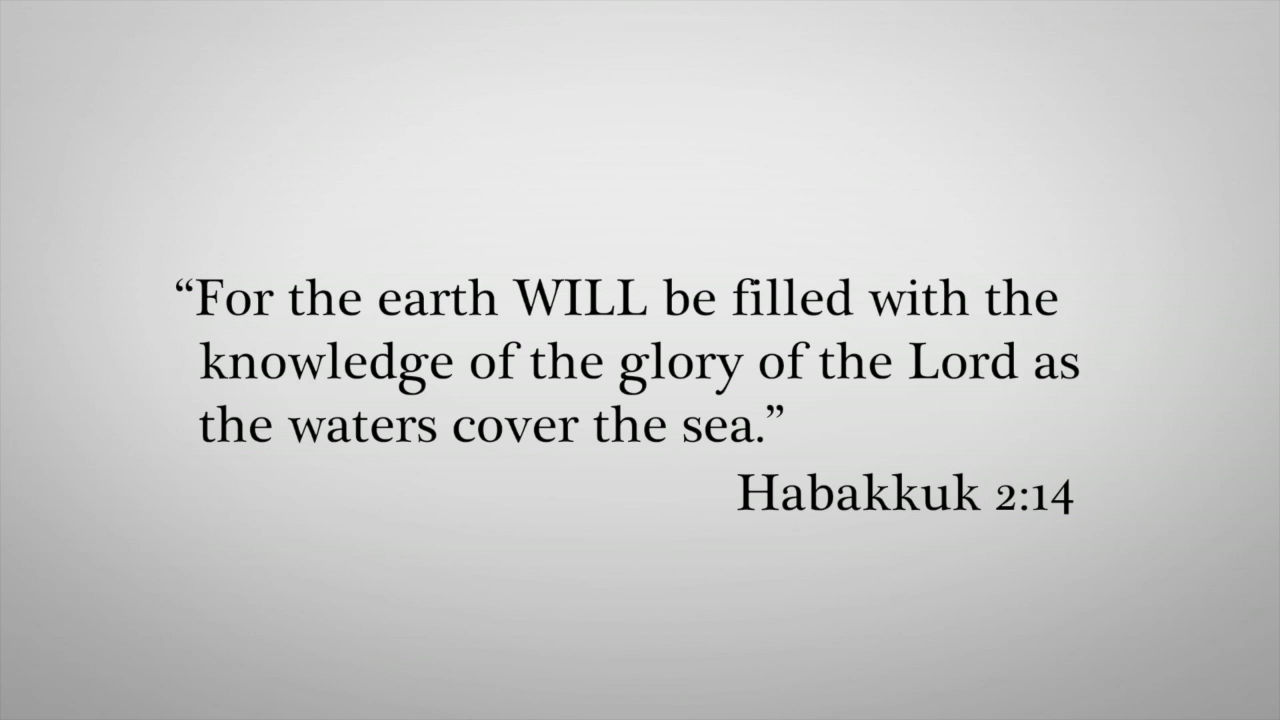 “For the earth WILL be filled with the
knowledge of the glory of the Lord as
the waters cover the sea.”
Habakkuk 2:14